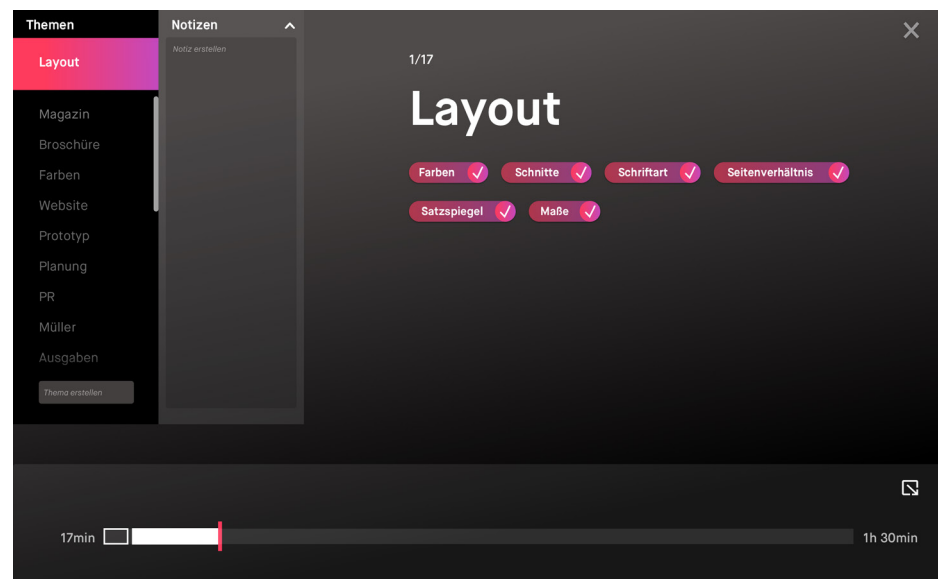 Themen
Layout
Magazin
Broschüre
Farben
Website
Prototyp
Planung
PR
Müller
Ausgaben
Thema erstellen
Notizen
Notiz erstellen
1/17
Layout
Farben Schnitte Schriftart Seitenverhältnis
Satzspiegel Maße
17min 1h 30min